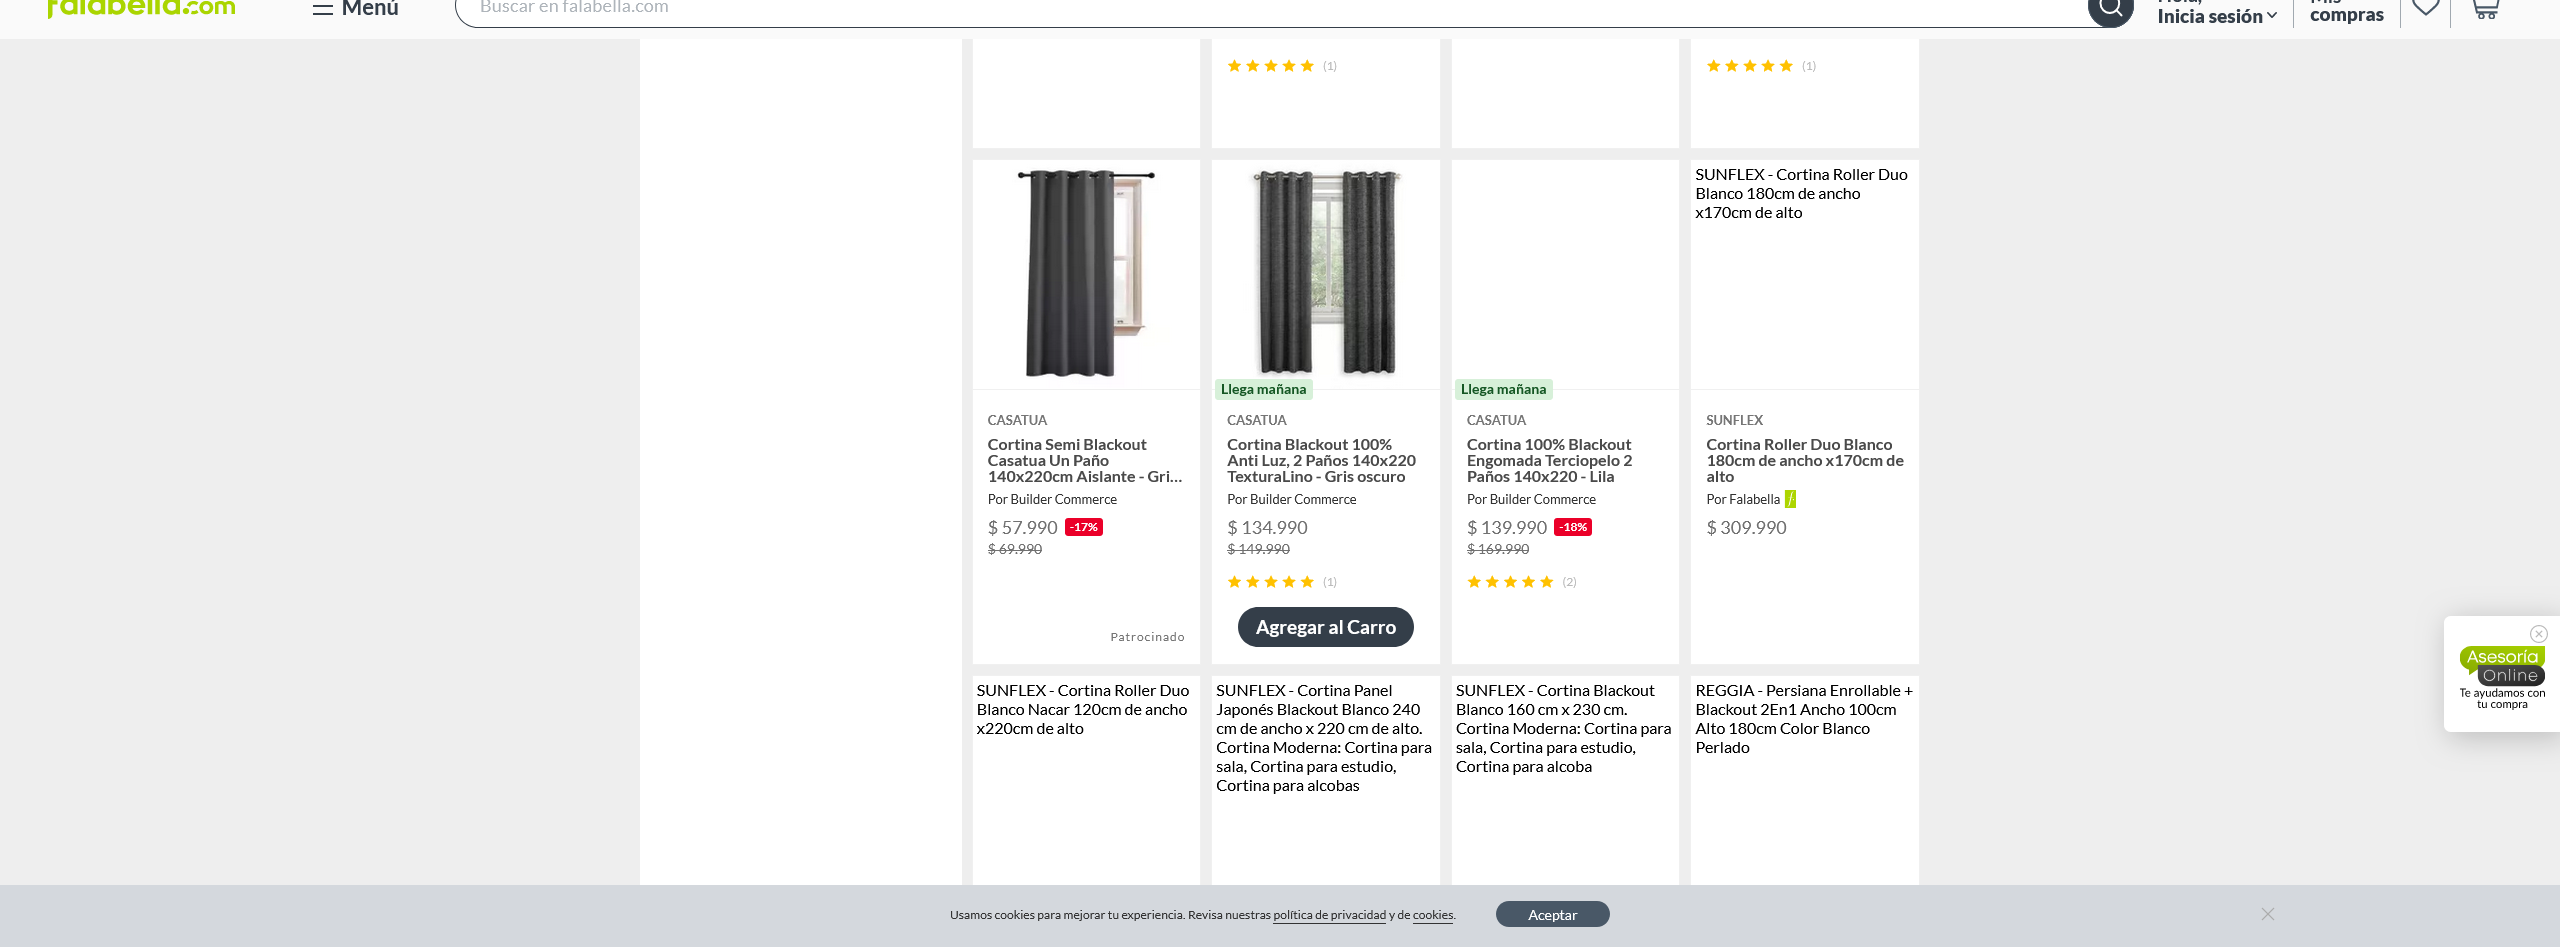 falabella.com
Menú
Buscar en falabella.com
Hola,
Inicia sesión
Mis
compras
(1)
(1)
SUNFLEX - Cortina Roller Duo
Blanco 180cm de ancho
x170cm de alto
Llega mañana
Llega mañana
CASATUA
Cortina Semi Blackout
Casatua Un Paño
140x220cm Aislante - Gri...
Por Builder Commerce
$ 57.990 -17%
$ 69.990
Patrocinado
CASATUA
Cortina Blackout 100%
Anti Luz, 2 Paños 140x220
TexturaLino - Gris oscuro
Por Builder Commerce
$ 134.990
$ 149.990
(1)
Agregar al Carro
CASATUA
Cortina 100% Blackout
Engomada Terciopelo 2
Paños 140x220 - Lila
Por Builder Commerce
$ 139.990 -18%
$ 169.990
(2)
SUNFLEX
Cortina Roller Duo Blanco
180cm de ancho x170cm de
alto
Por Falabella
$ 309.990
Asesoría
Online
Te ayudamos con
tu compra
SUNFLEX - Cortina Roller Duo
Blanco Nacar 120cm de ancho
x220cm de alto
SUNFLEX - Cortina Panel
Japonés Blackout Blanco 240
cm de ancho x 220 cm de alto.
Cortina Moderna: Cortina para
sala, Cortina para estudio,
Cortina para alcobas
SUNFLEX - Cortina Blackout
Blanco 160 cm x 230 cm.
Cortina Moderna: Cortina para
sala, Cortina para estudio,
Cortina para alcoba
REGGIA - Persiana Enrollable +
Blackout 2En1 Ancho 100cm
Alto 180cm Color Blanco
Perlado
Usamos cookies para mejorar tu experiencia. Revisa nuestras política de privacidad y de cookies.
Aceptar